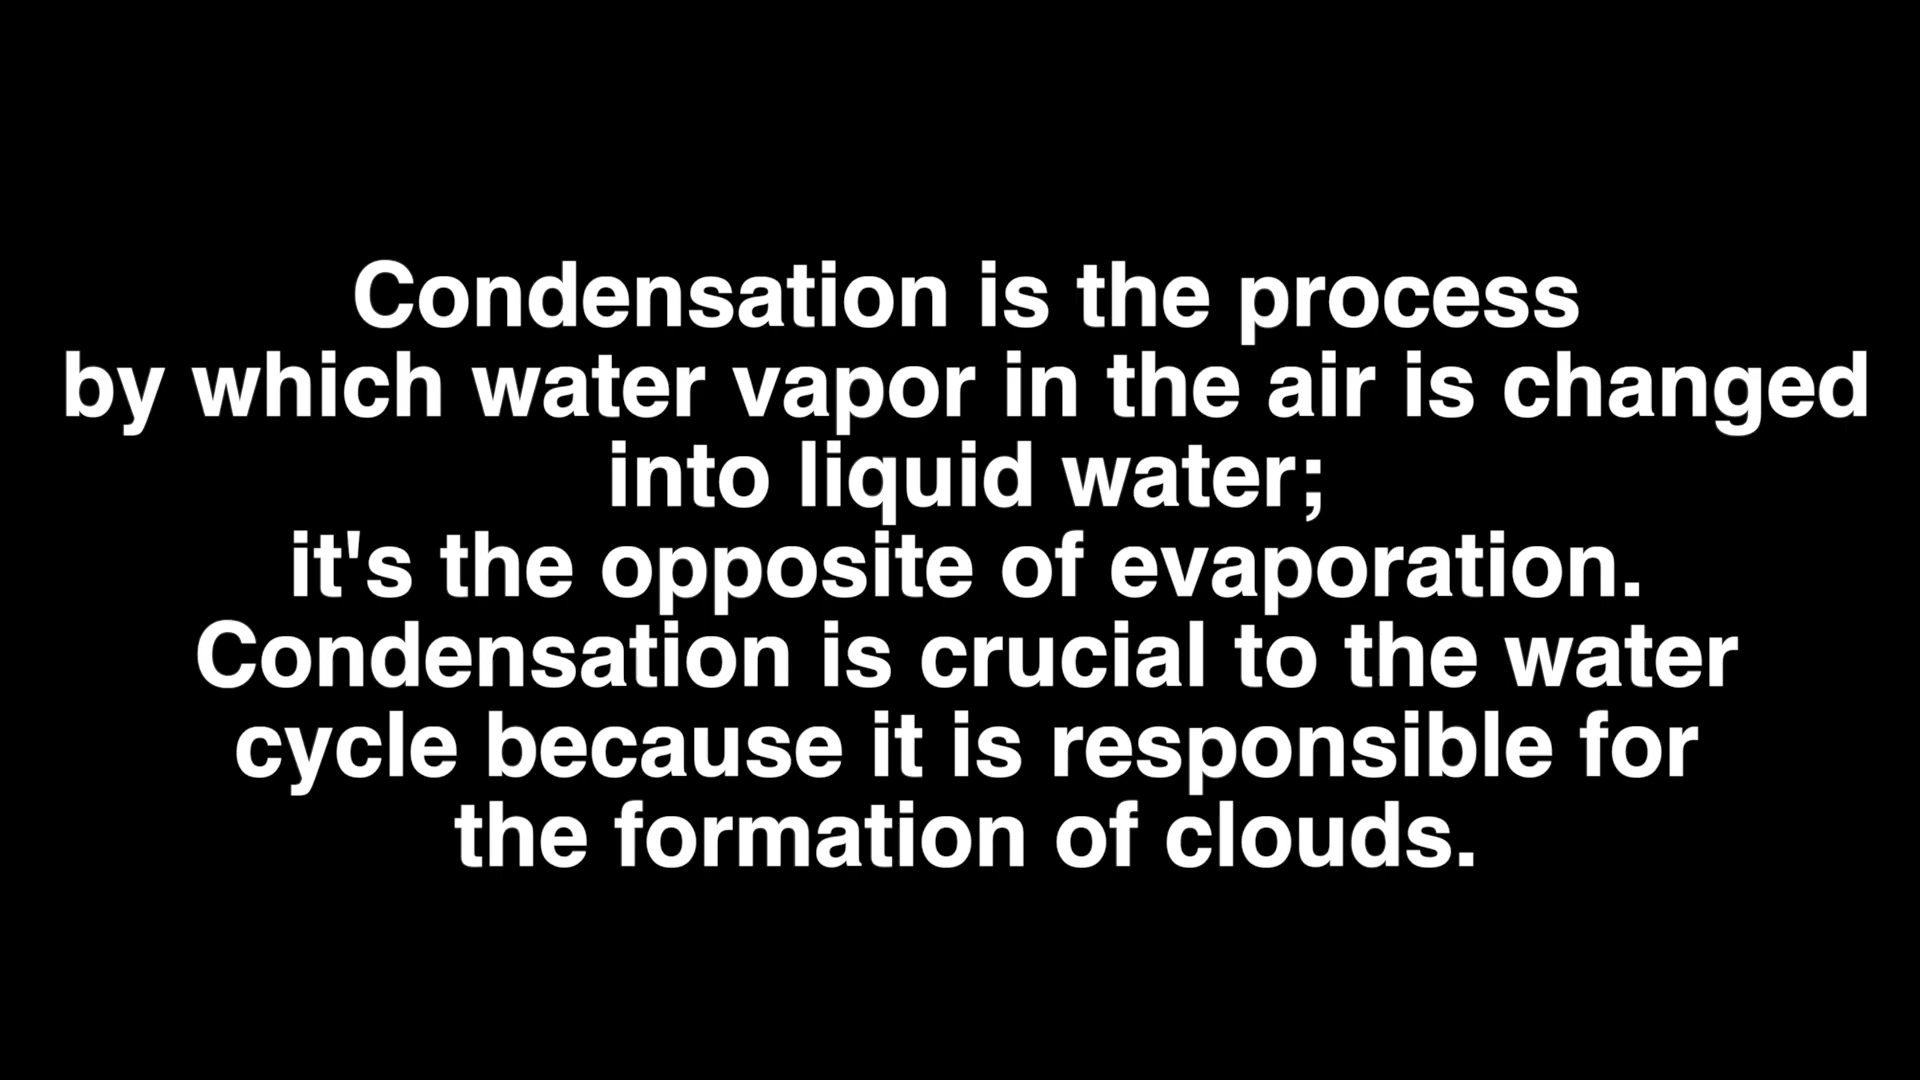 Condensation is the process
by which water vapor in the air is changed
into liquid water;
it's the opposite of evaporation.
Condensation is crucial to the water
cycle because it is responsible for
the formation of clouds.